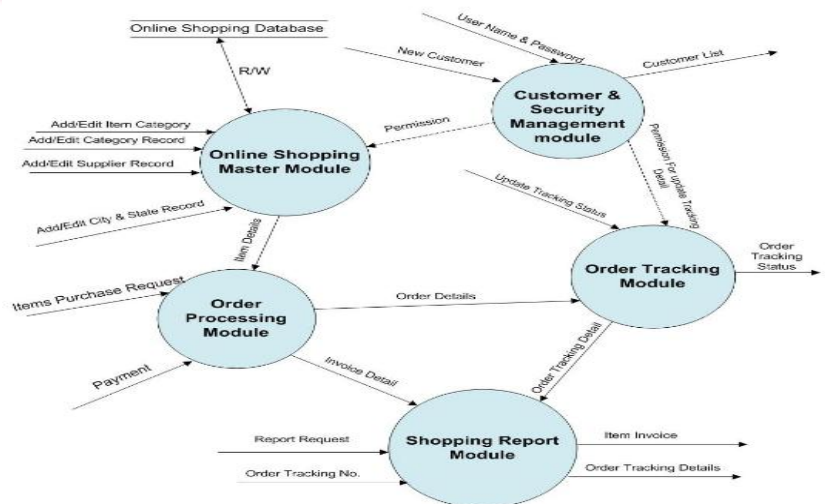 Online Shopping Database
R/W
User Name & Password
New Customer
Customer List
Customer &
Security
Management
module
Permission
Add/Edit Item Category
Add/Edit Category Record
Add/Edit Supplier Record
Add/Edit City & State Record
Online Shopping
Master Module
Permission For update Tracking
Detail
Update Tracking Status
Item Details
Order Tracking
Module
Order
Tracking
Status
Items Purchase Request
Order
Processing
Module
Order Details
Payment
Invoice Detail
Order Tracking Detail
Report Request
Order Tracking No.
Shopping Report
Module
Item Invoice
Order Tracking Details